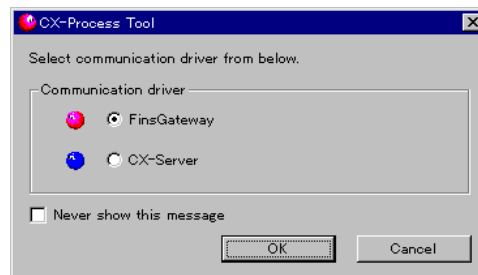 CX-Process Tool
Select communication driver from below.
Communication driver
FinsGateway
CX-Server
Never show this message
OK Cancel